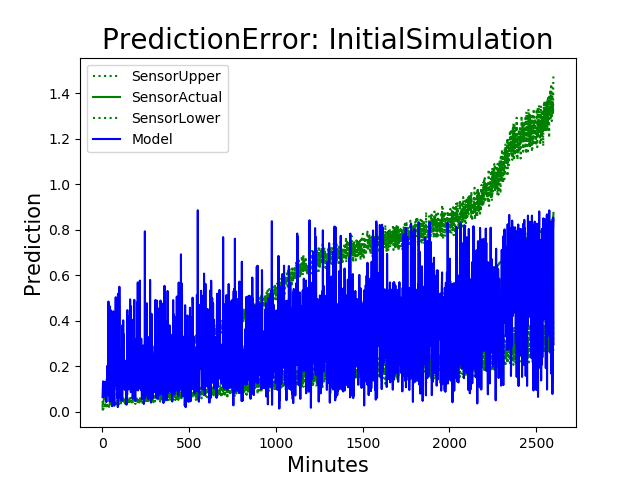 PredictionError: InitialSimulation
SensorUpper
SensorActual
SensorLower
Model
Prediction
1.4
1.2
1.0
0.8
0.6
0.4
0.2
0.0
0 500 1000 1500 2000 2500
Minutes